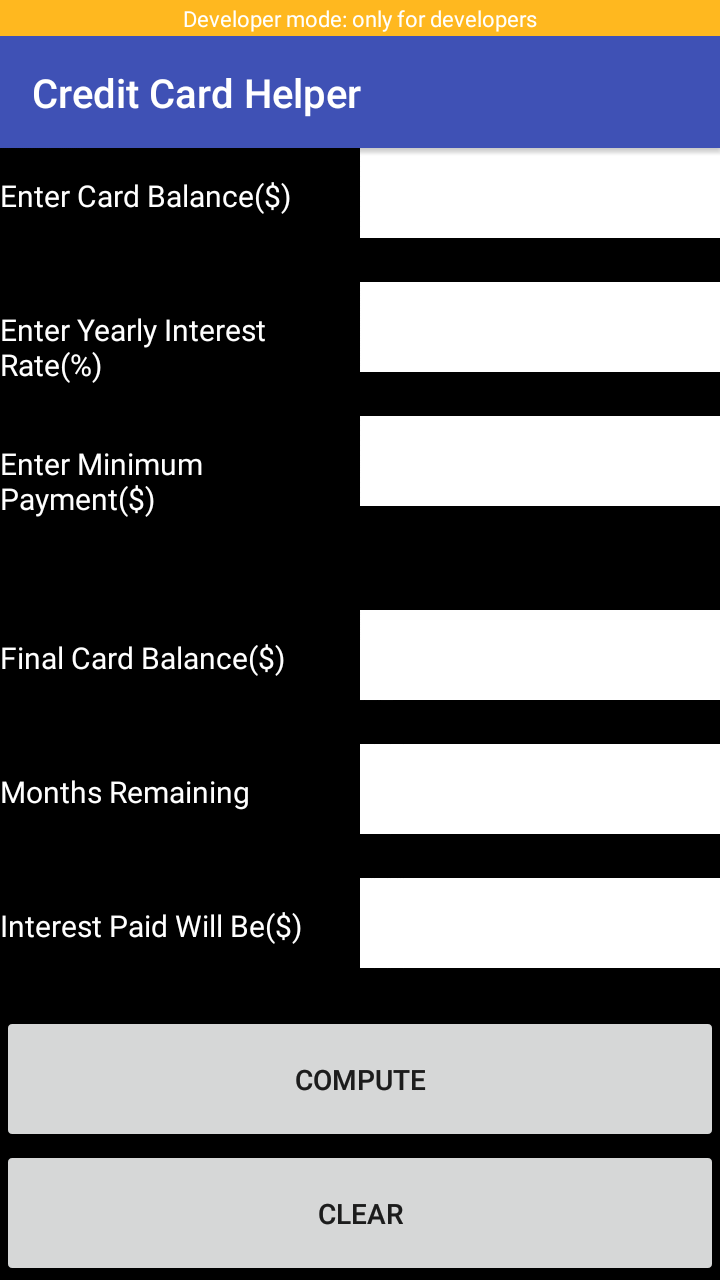 Developer mode: only for developers
Credit Card Helper
Enter Card Balance($)
Enter Yearly Interest
Rate(%)
Enter Minimum
Payment($)
Final Card Balance($)
Months Remaining
Interest Paid Will Be($)
COMPUTE
CLEAR